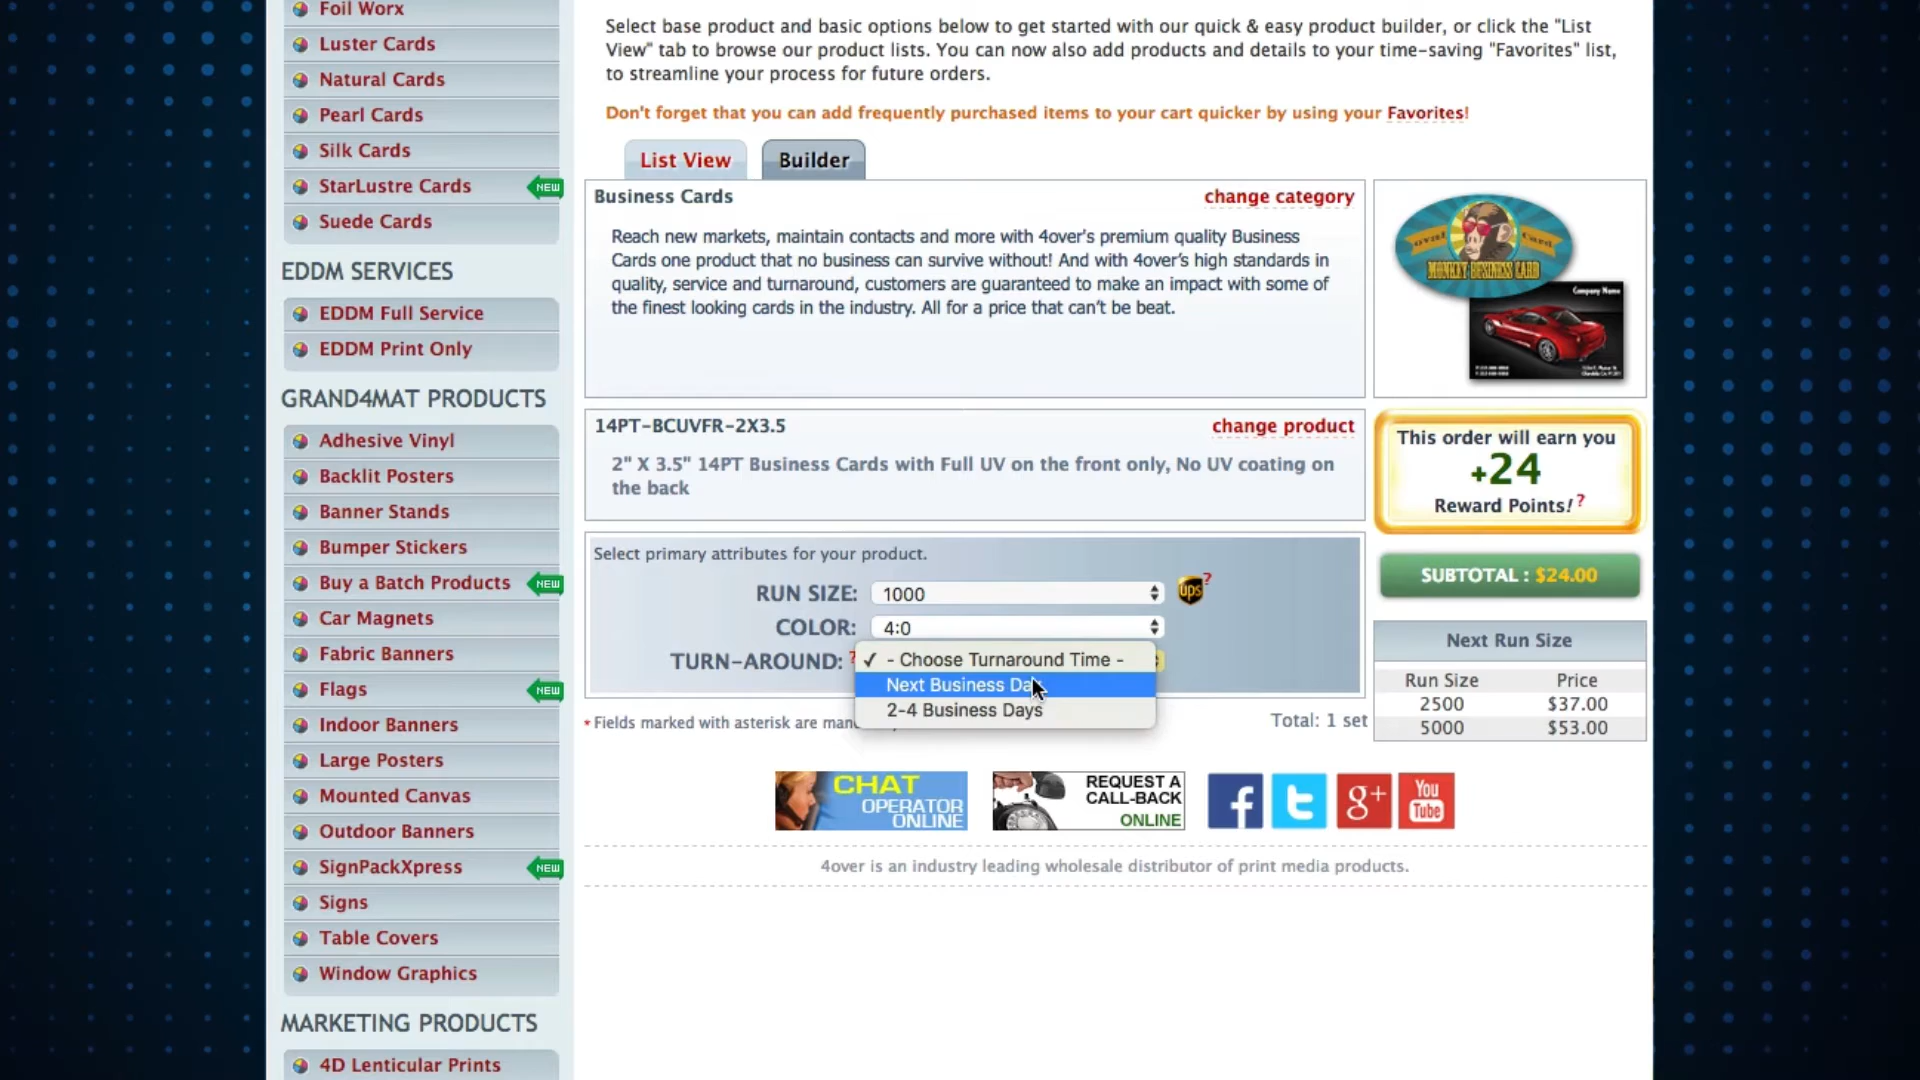 Foil Worx
Luster Cards
Natural Cards
Pearl Cards
Silk Cards
StarLustre Cards NEW
Suede Cards
EDDM SERVICES
EDDM Full Service
EDDM Print Only
GRAND4MAT PRODUCTS
Adhesive Vinyl
Backlit Posters
Banner Stands
Bumper Stickers
Buy a Batch Products NEW
Car Magnets
Fabric Banners
Flags NEW
Indoor Banners
Large Posters
Mounted Canvas
Outdoor Banners
SignPackXpress NEW
Signs
Table Covers
Window Graphics
MARKETING PRODUCTS
4D Lenticular Prints
Select base product and basic options below to get started with our quick & easy product builder, or click the "List
View" tab to browse our product lists. You can now also add products and details to your time-saving "Favorites" list,
to streamline your process for future orders.
Don't forget that you can add frequently purchased items to your cart quicker by using your Favorites!
List View Builder
Business Cards change category
Reach new markets, maintain contacts and more with 4over's premium quality Business
Cards one product that no business can survive without! And with 4over's high standards in
quality, service and turnaround, customers are guaranteed to make an impact with some of
the finest looking cards in the industry. All for a price that can't be beat.
14PT-BCUVFR-2X3.5 change product
2" X 3.5" 14PT Business Cards with Full UV on the front only, No UV coating on
the back
Select primary attributes for your product.
RUN SIZE: 1000 ups ?
COLOR: 4:0
TURN-AROUND: ? ✓ - Choose Turnaround Time -
Next Business Da
2-4 Business Days
* Fields marked with asterisk are man
Total: 1 set
oval Card
MONKEY BUSINESS CARD
Company Name
This order will earn you
+24
Reward Points! ?
SUBTOTAL : $24.00
Next Run Size
Run Size Price
2500 $37.00
5000 $53.00
CHAT
OPERATOR
ONLINE
REQUEST A
CALL-BACK
ONLINE
f
t
g+
You
Tube
4over is an industry leading wholesale distributor of print media products.